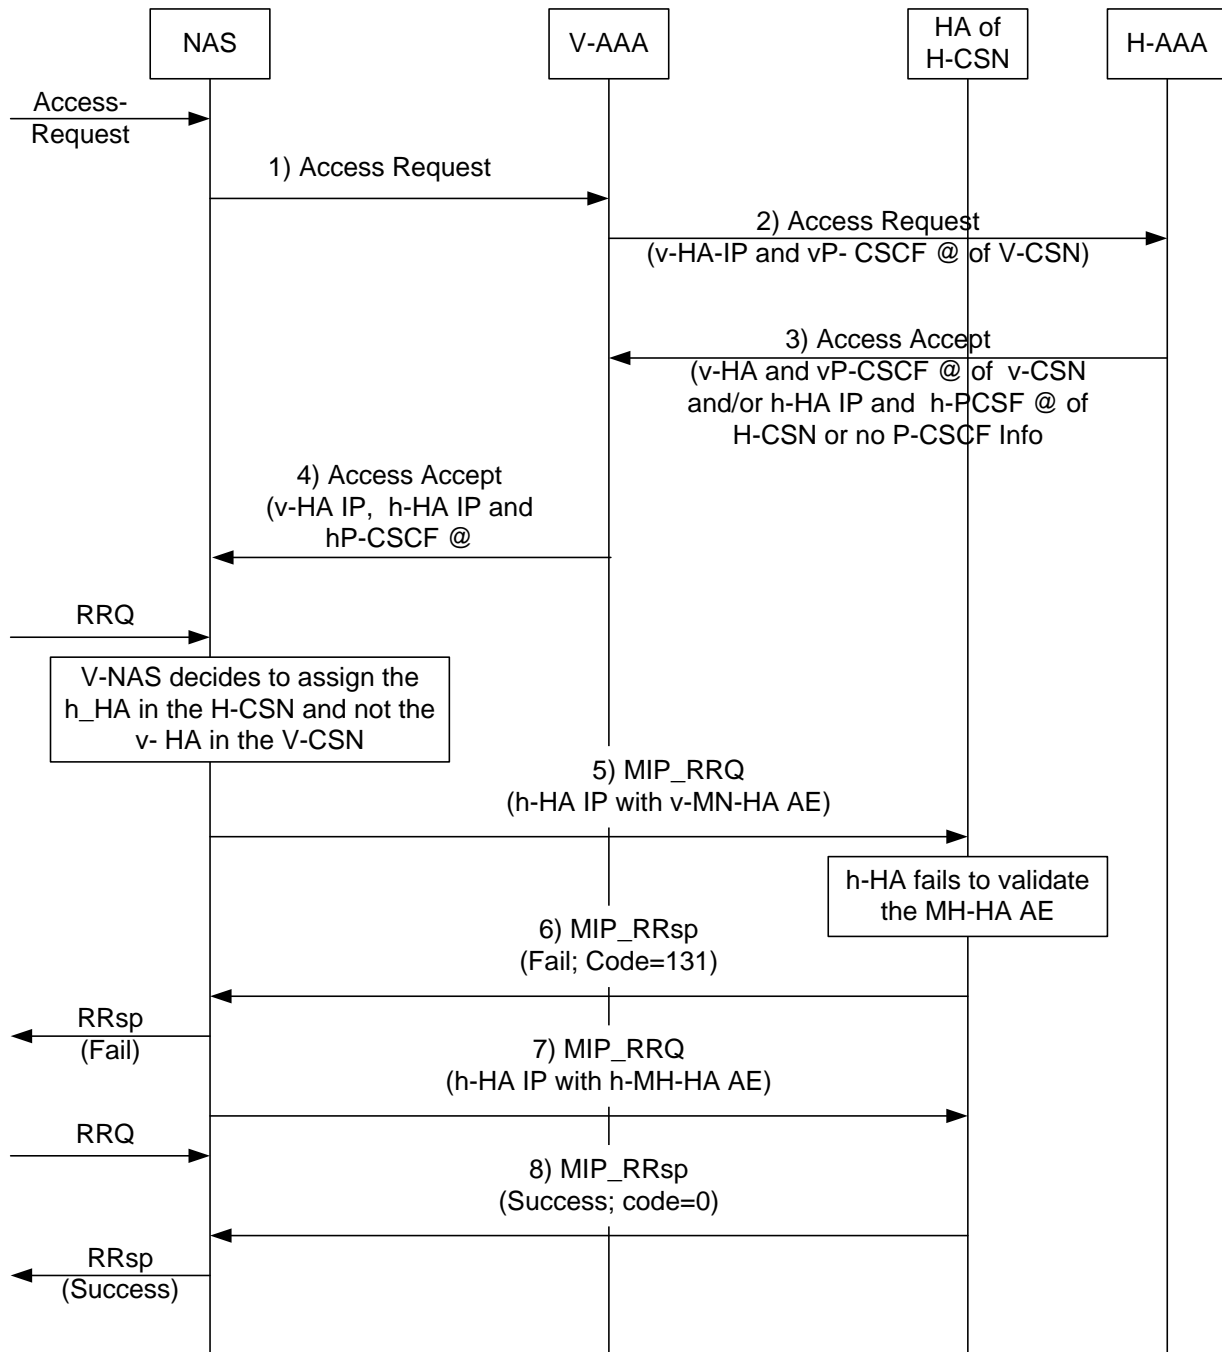 NAS
V-AAA
HA of
H-CSN
H-AAA
Access-
Request
1) Access Request
2) Access Request
(v-HA-IP and vP- CSCF @ of V-CSN)
3) Access Accept
(v-HA and vP-CSCF @ of v-CSN
and/or h-HA IP and h-PCSF @ of
H-CSN or no P-CSCF Info
4) Access Accept
(v-HA IP, h-HA IP and
hP-CSCF @
RRQ
V-NAS decides to assign the
h_HA in the H-CSN and not the
v- HA in the V-CSN
5) MIP_RRQ
(h-HA IP with v-MN-HA AE)
h-HA fails to validate
the MH-HA AE
6) MIP_RRsp
(Fail; Code=131)
RRsp
(Fail)
7) MIP_RRQ
(h-HA IP with h-MH-HA AE)
RRQ
8) MIP_RRsp
(Success; code=0)
RRsp
(Success)